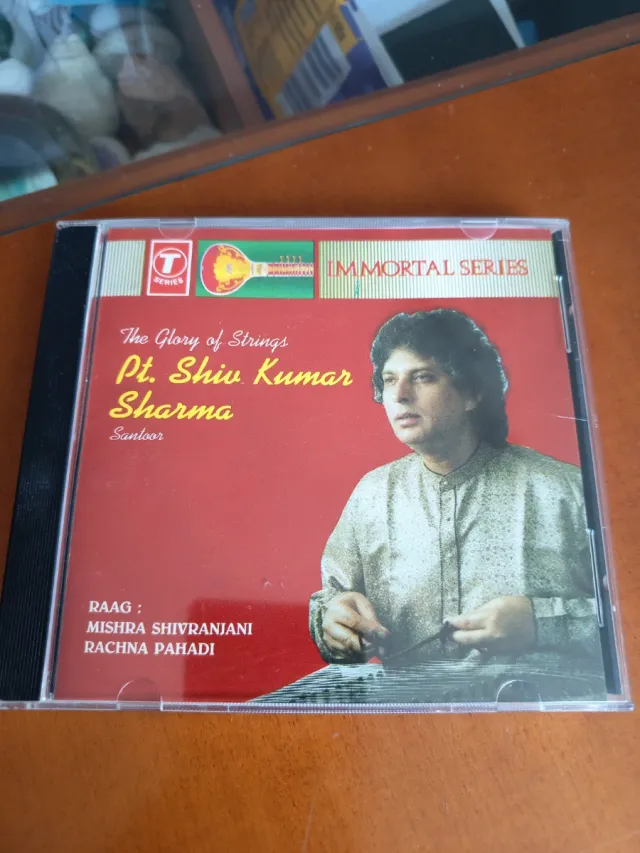 T
SERIES
IMMORTAL SERIES
The Glory of Strings
Pt. Shiv Kumar
Sharma
Santoor
RAAG :
MISHRA SHIVRANJANI
RACHNA PAHADI